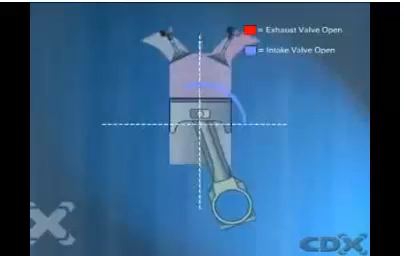 = Exhaust Valve Open
= Intake Valve Open
CDX